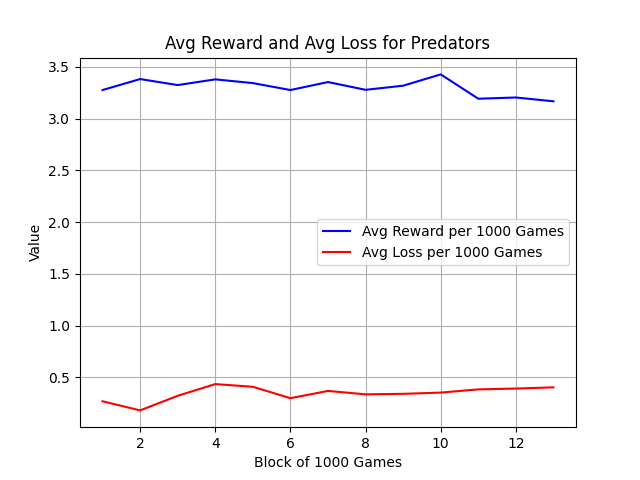 Avg Reward and Avg Loss for Predators
3.5
3.0
2.5
2.0
1.5
1.0
0.5
Value
Avg Reward per 1000 Games
Avg Loss per 1000 Games
2 4 6 8 10 12
Block of 1000 Games